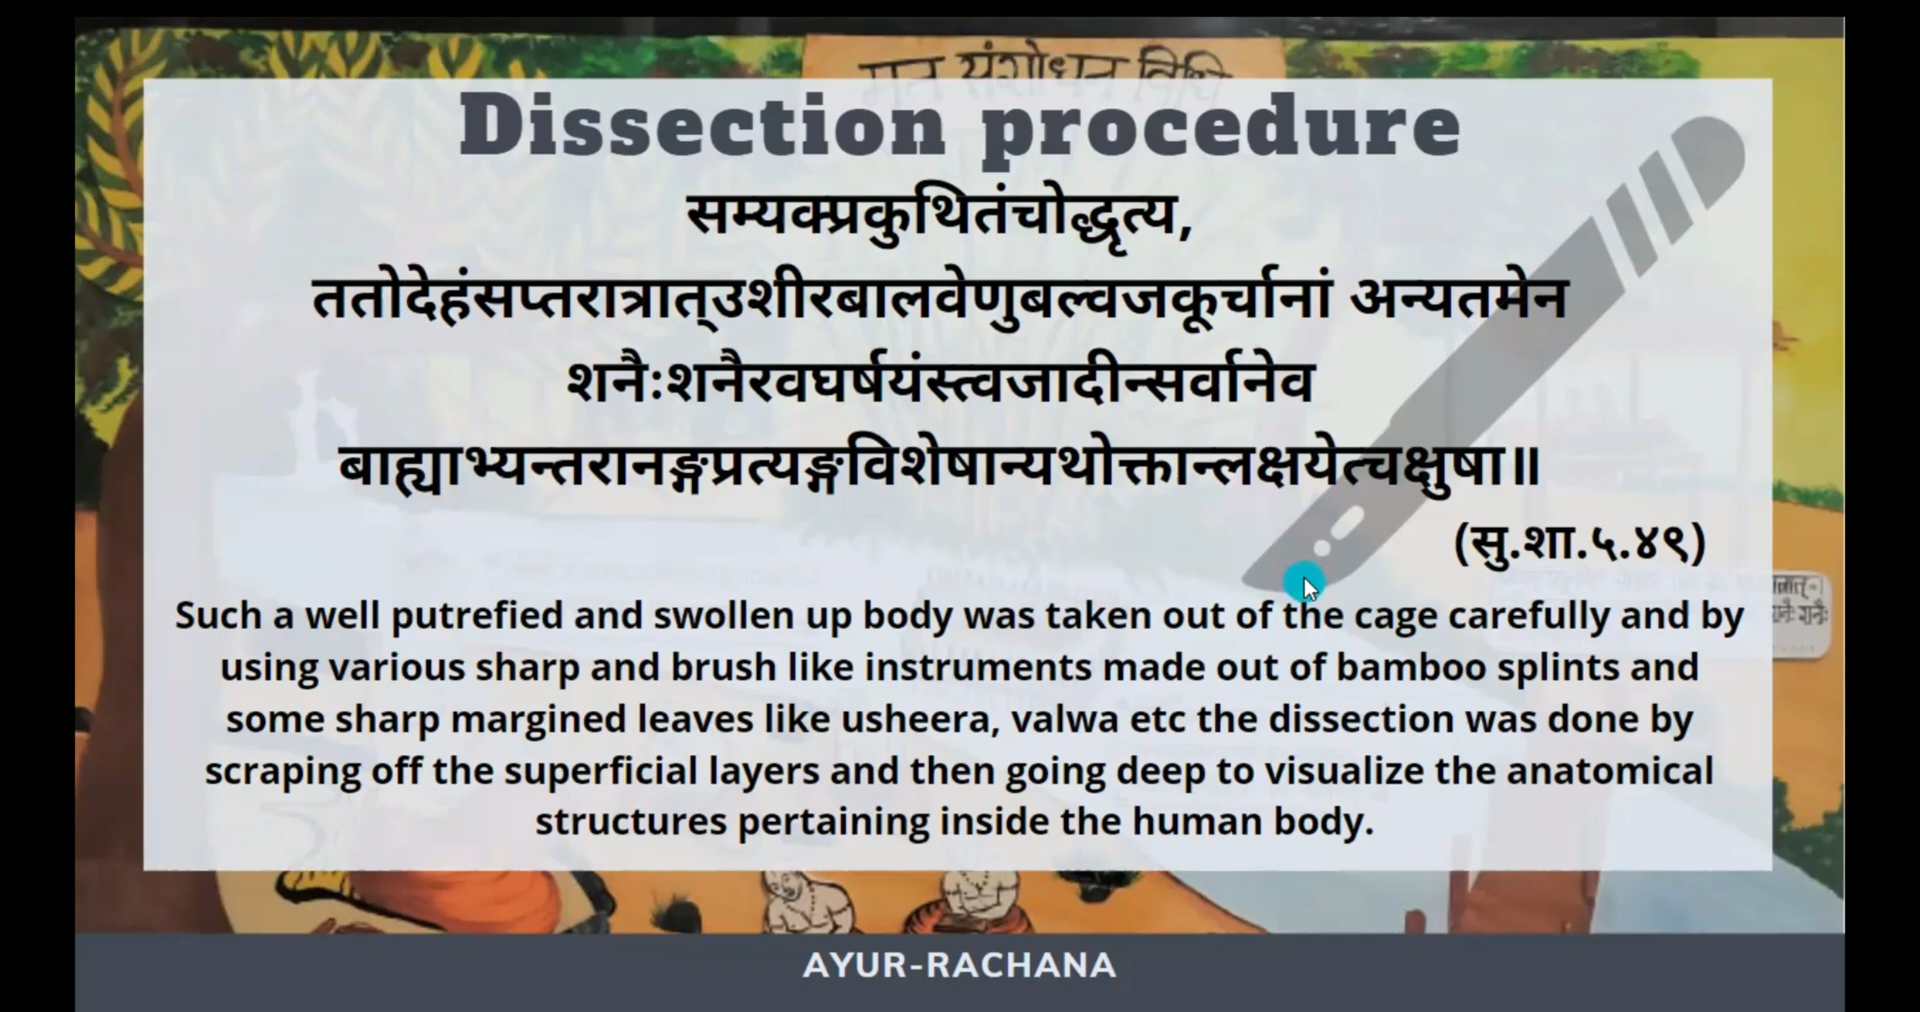 मृत संशोधन विधि
Dissection procedure
सम्यक्प्रकुथितंचोद्धृत्य,
ततोदेहंसप्तरात्रात्उशीरबालवेणुबल्वजकूर्चानां अन्यतमेन
शनैःशनैरवघर्षयंस्त्वजादीन्सर्वानेव
बाह्याभ्यन्तरानङ्गप्रत्यङ्गविशेषान्यथोक्तान्लक्षयेत्चक्षुषा॥
(सु.शा.५.४९)
Such a well putrefied and swollen up body was taken out of the cage carefully and by
using various sharp and brush like instruments made out of bamboo splints and
some sharp margined leaves like usheera, valwa etc the dissection was done by
scraping off the superficial layers and then going deep to visualize the anatomical
structures pertaining inside the human body.
AYUR-RACHANA